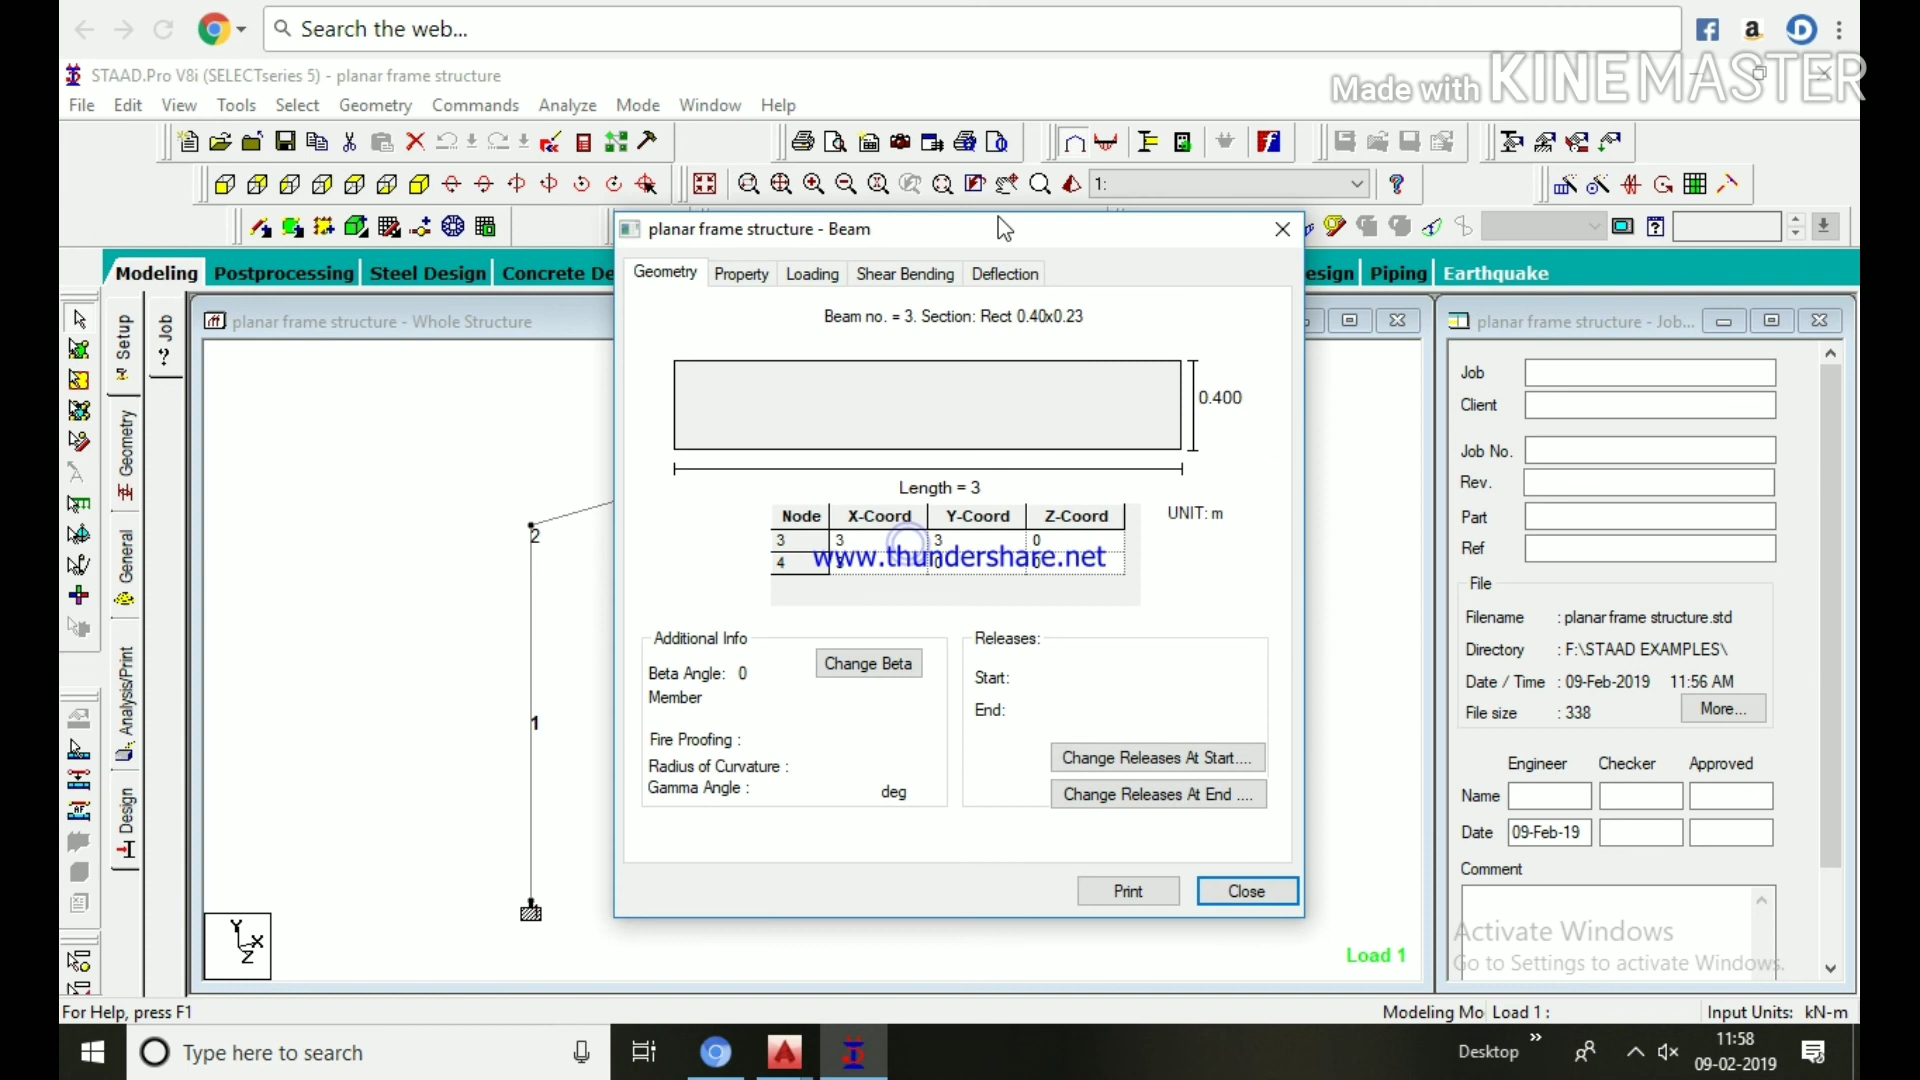 Search the web...
Made with KINEMASTER
STAAD.Pro V8i (SELECTseries 5) - planar frame structure
File Edit View Tools Select Geometry Commands Analyze Mode Window Help
1:
planar frame structure - Beam
Modeling Postprocessing Steel Design Concrete De
esign Piping Earthquake
Geometry Property Loading Shear Bending Deflection
planar frame structure - Whole Structure
planar frame structure - Job...
Setup
Job
Geometry
General
Analysis/Print
Design
Beam no. = 3. Section: Rect 0.40x0.23
0.400
Length = 3
UNIT: m
Node X-Coord Y-Coord Z-Coord
3 3 3 0
4 0 0
www.thundershare.net
Additional Info
Beta Angle: 0
Change Beta
Member
Fire Proofing :
Radius of Curvature :
Gamma Angle :
deg
Releases:
Start:
End:
Change Releases At Start....
Change Releases At End ....
Print
Close
2
1
Y
X
Z
Load 1
Job
Client
Job No.
Rev.
Part
Ref
File
Filename : planar frame structure.std
Directory : F:\STAAD EXAMPLES\
Date / Time : 09-Feb-2019 11:56 AM
File size : 338
More...
Engineer Checker Approved
Name
Date 09-Feb-19
Comment
Activate Windows
Go to Settings to activate Windows.
For Help, press F1
Modeling Mo Load 1 : Input Units: kN-m
Type here to search
Desktop
11:58
09-02-2019